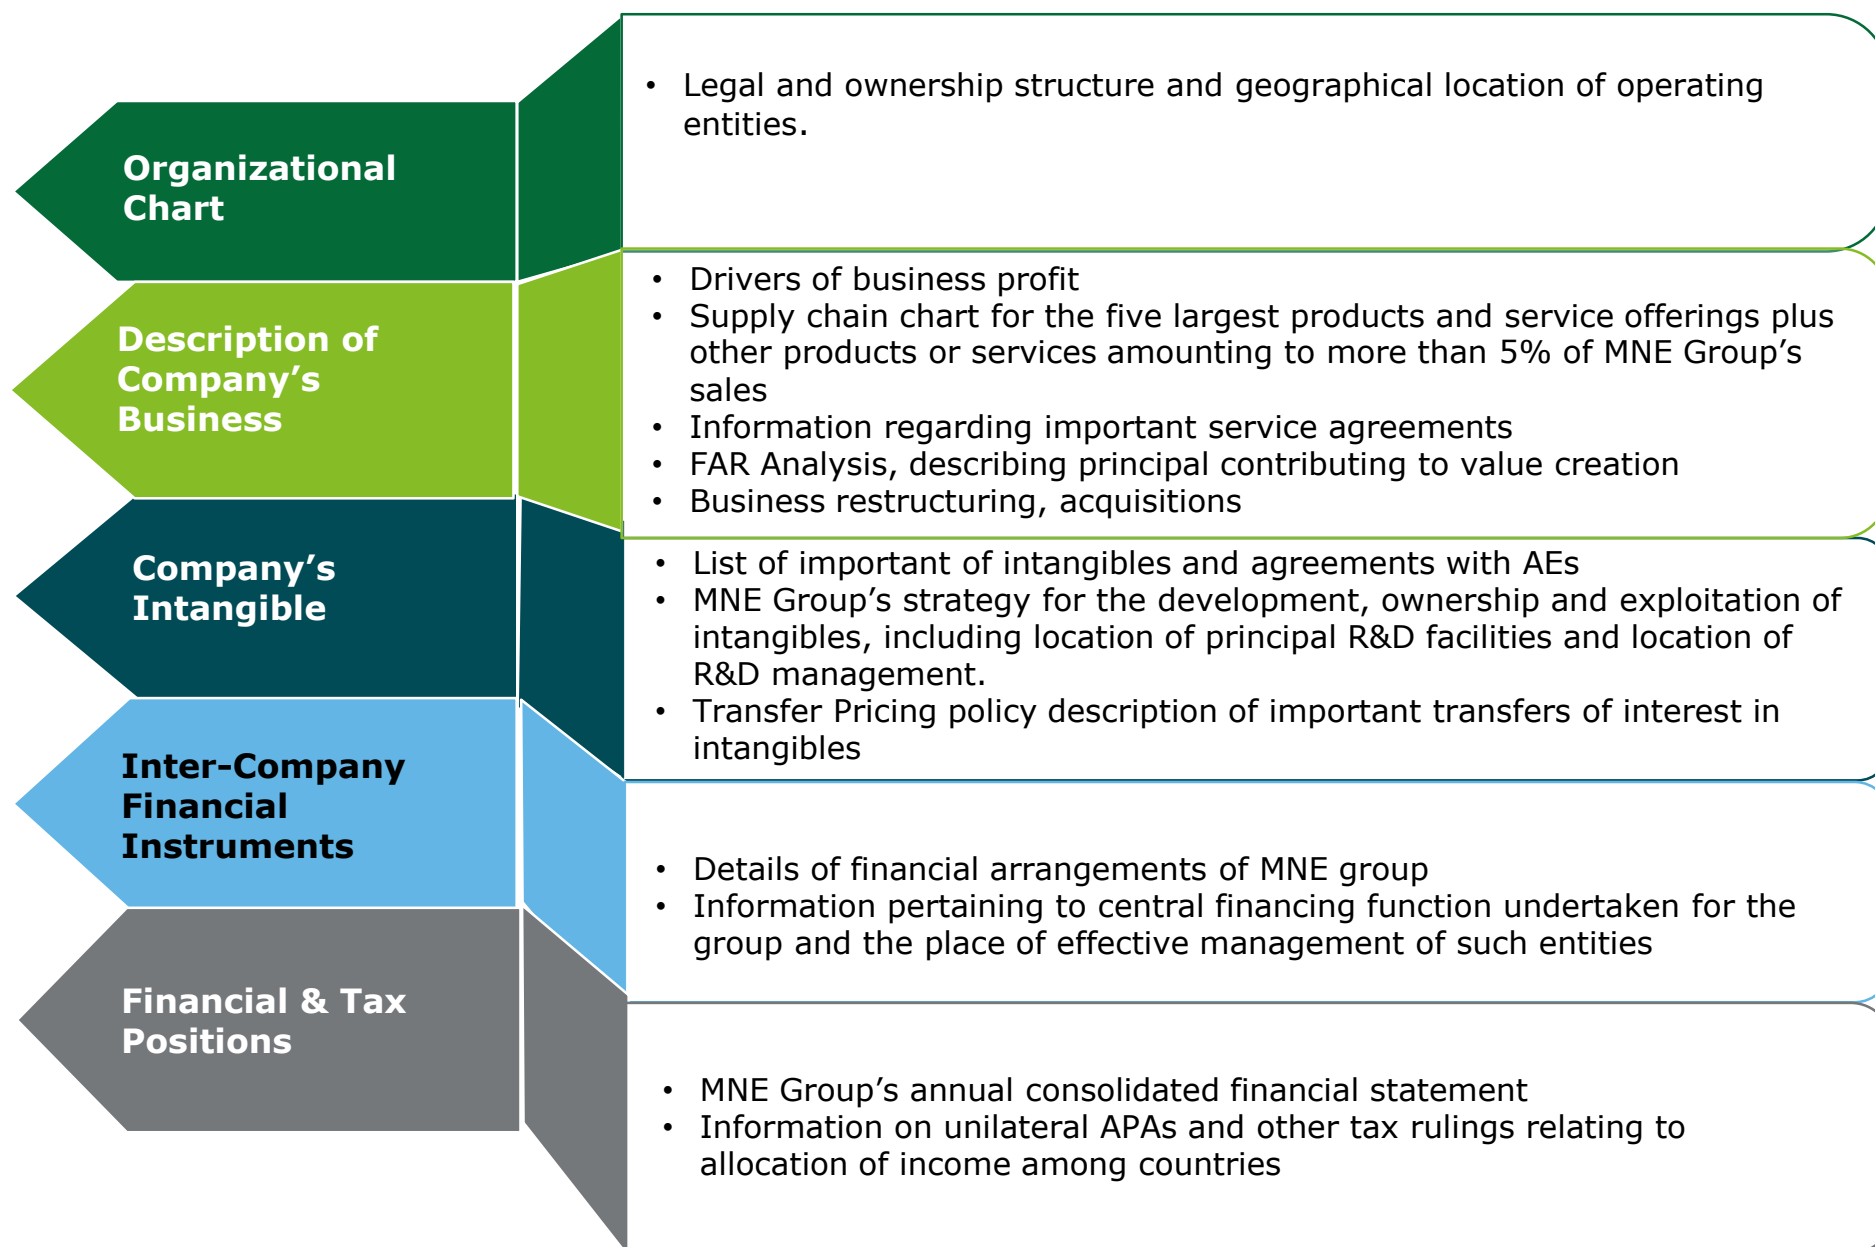 Organizational
Chart
• Legal and ownership structure and geographical location of operating
entities.
Description of
Company’s
Business
• Drivers of business profit
• Supply chain chart for the five largest products and service offerings plus
other products or services amounting to more than 5% of MNE Group’s
sales
• Information regarding important service agreements
• FAR Analysis, describing principal contributing to value creation
• Business restructuring, acquisitions
Company’s
Intangible
• List of important of intangibles and agreements with AEs
• MNE Group’s strategy for the development, ownership and exploitation of
intangibles, including location of principal R&D facilities and location of
R&D management.
• Transfer Pricing policy description of important transfers of interest in
intangibles
Inter-Company
Financial
Instruments
• Details of financial arrangements of MNE group
• Information pertaining to central financing function undertaken for the
group and the place of effective management of such entities
Financial & Tax
Positions
• MNE Group’s annual consolidated financial statement
• Information on unilateral APAs and other tax rulings relating to
allocation of income among countries